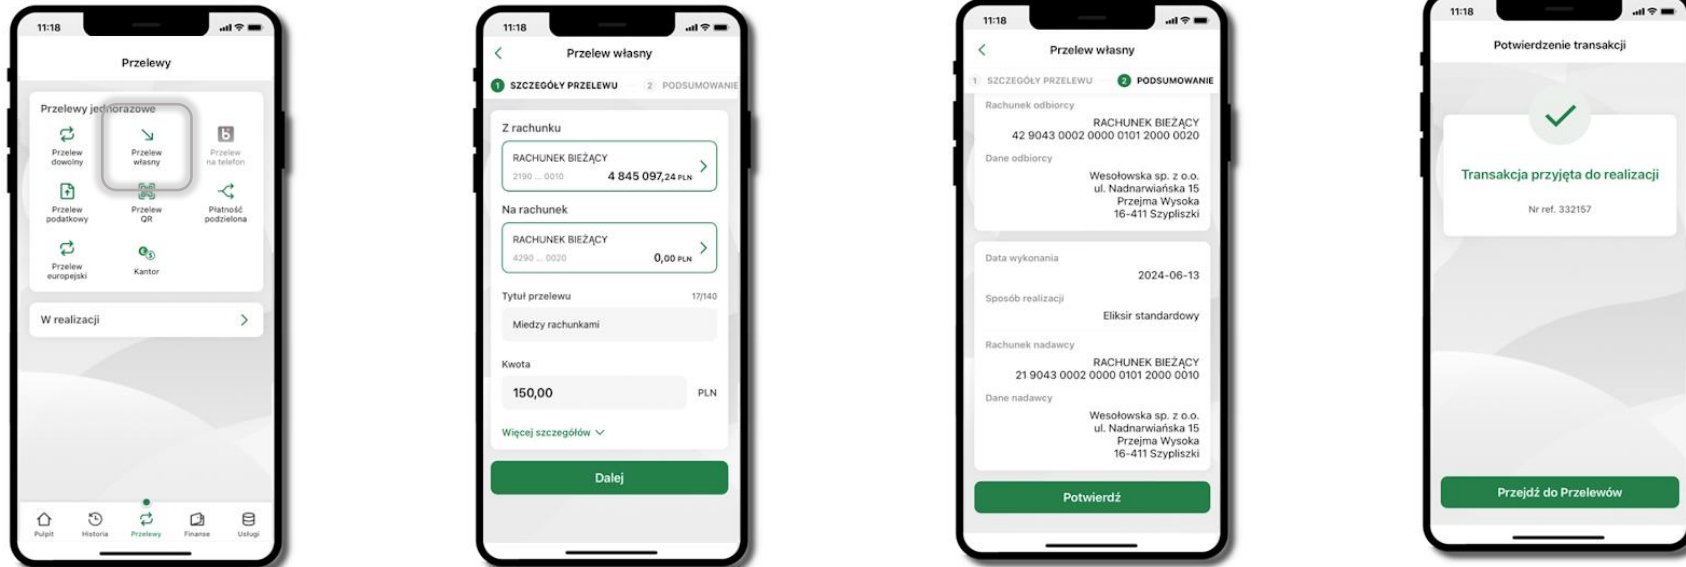 11:18
Przelewy
Przelewy jednorazowe
Przelew
dowolny
Przelew
własny
Przelew
na telefon
Przelew
podatkowy
Przelew
QR
Płatność
podzielona
Przelew
europejski
Kantor
W realizacji
Pulpit
Historia
Przelewy
Finanse
Usługi
11:18
Przelew własny
1 SZCZEGÓŁY PRZELEWU
2 PODSUMOWANIE
Z rachunku
RACHUNEK BIEŻĄCY
2190 ... 0010 4 845 097,24 PLN
Na rachunek
RACHUNEK BIEŻĄCY
4290 ... 0020 0,00 PLN
Tytuł przelewu 17/140
Miedzy rachunkami
Kwota
150,00 PLN
Więcej szczegółów
Dalej
11:18
Przelew własny
1 SZCZEGÓŁY PRZELEWU
2 PODSUMOWANIE
Rachunek odbiorcy
RACHUNEK BIEŻĄCY
42 9043 0002 0000 0101 2000 0020
Dane odbiorcy
Wesołowska sp. z o.o.
ul. Nadnarwiańska 15
Przejma Wysoka
16-411 Szypliszki
Data wykonania
2024-06-13
Sposób realizacji
Eliksir standardowy
Rachunek nadawcy
RACHUNEK BIEŻĄCY
21 9043 0002 0000 0101 2000 0010
Dane nadawcy
Wesołowska sp. z o.o.
ul. Nadnarwiańska 15
Przejma Wysoka
16-411 Szypliszki
Potwierdź
11:18
Potwierdzenie transakcji
Transakcja przyjęta do realizacji
Nr ref. 332157
Przejdź do Przelewów